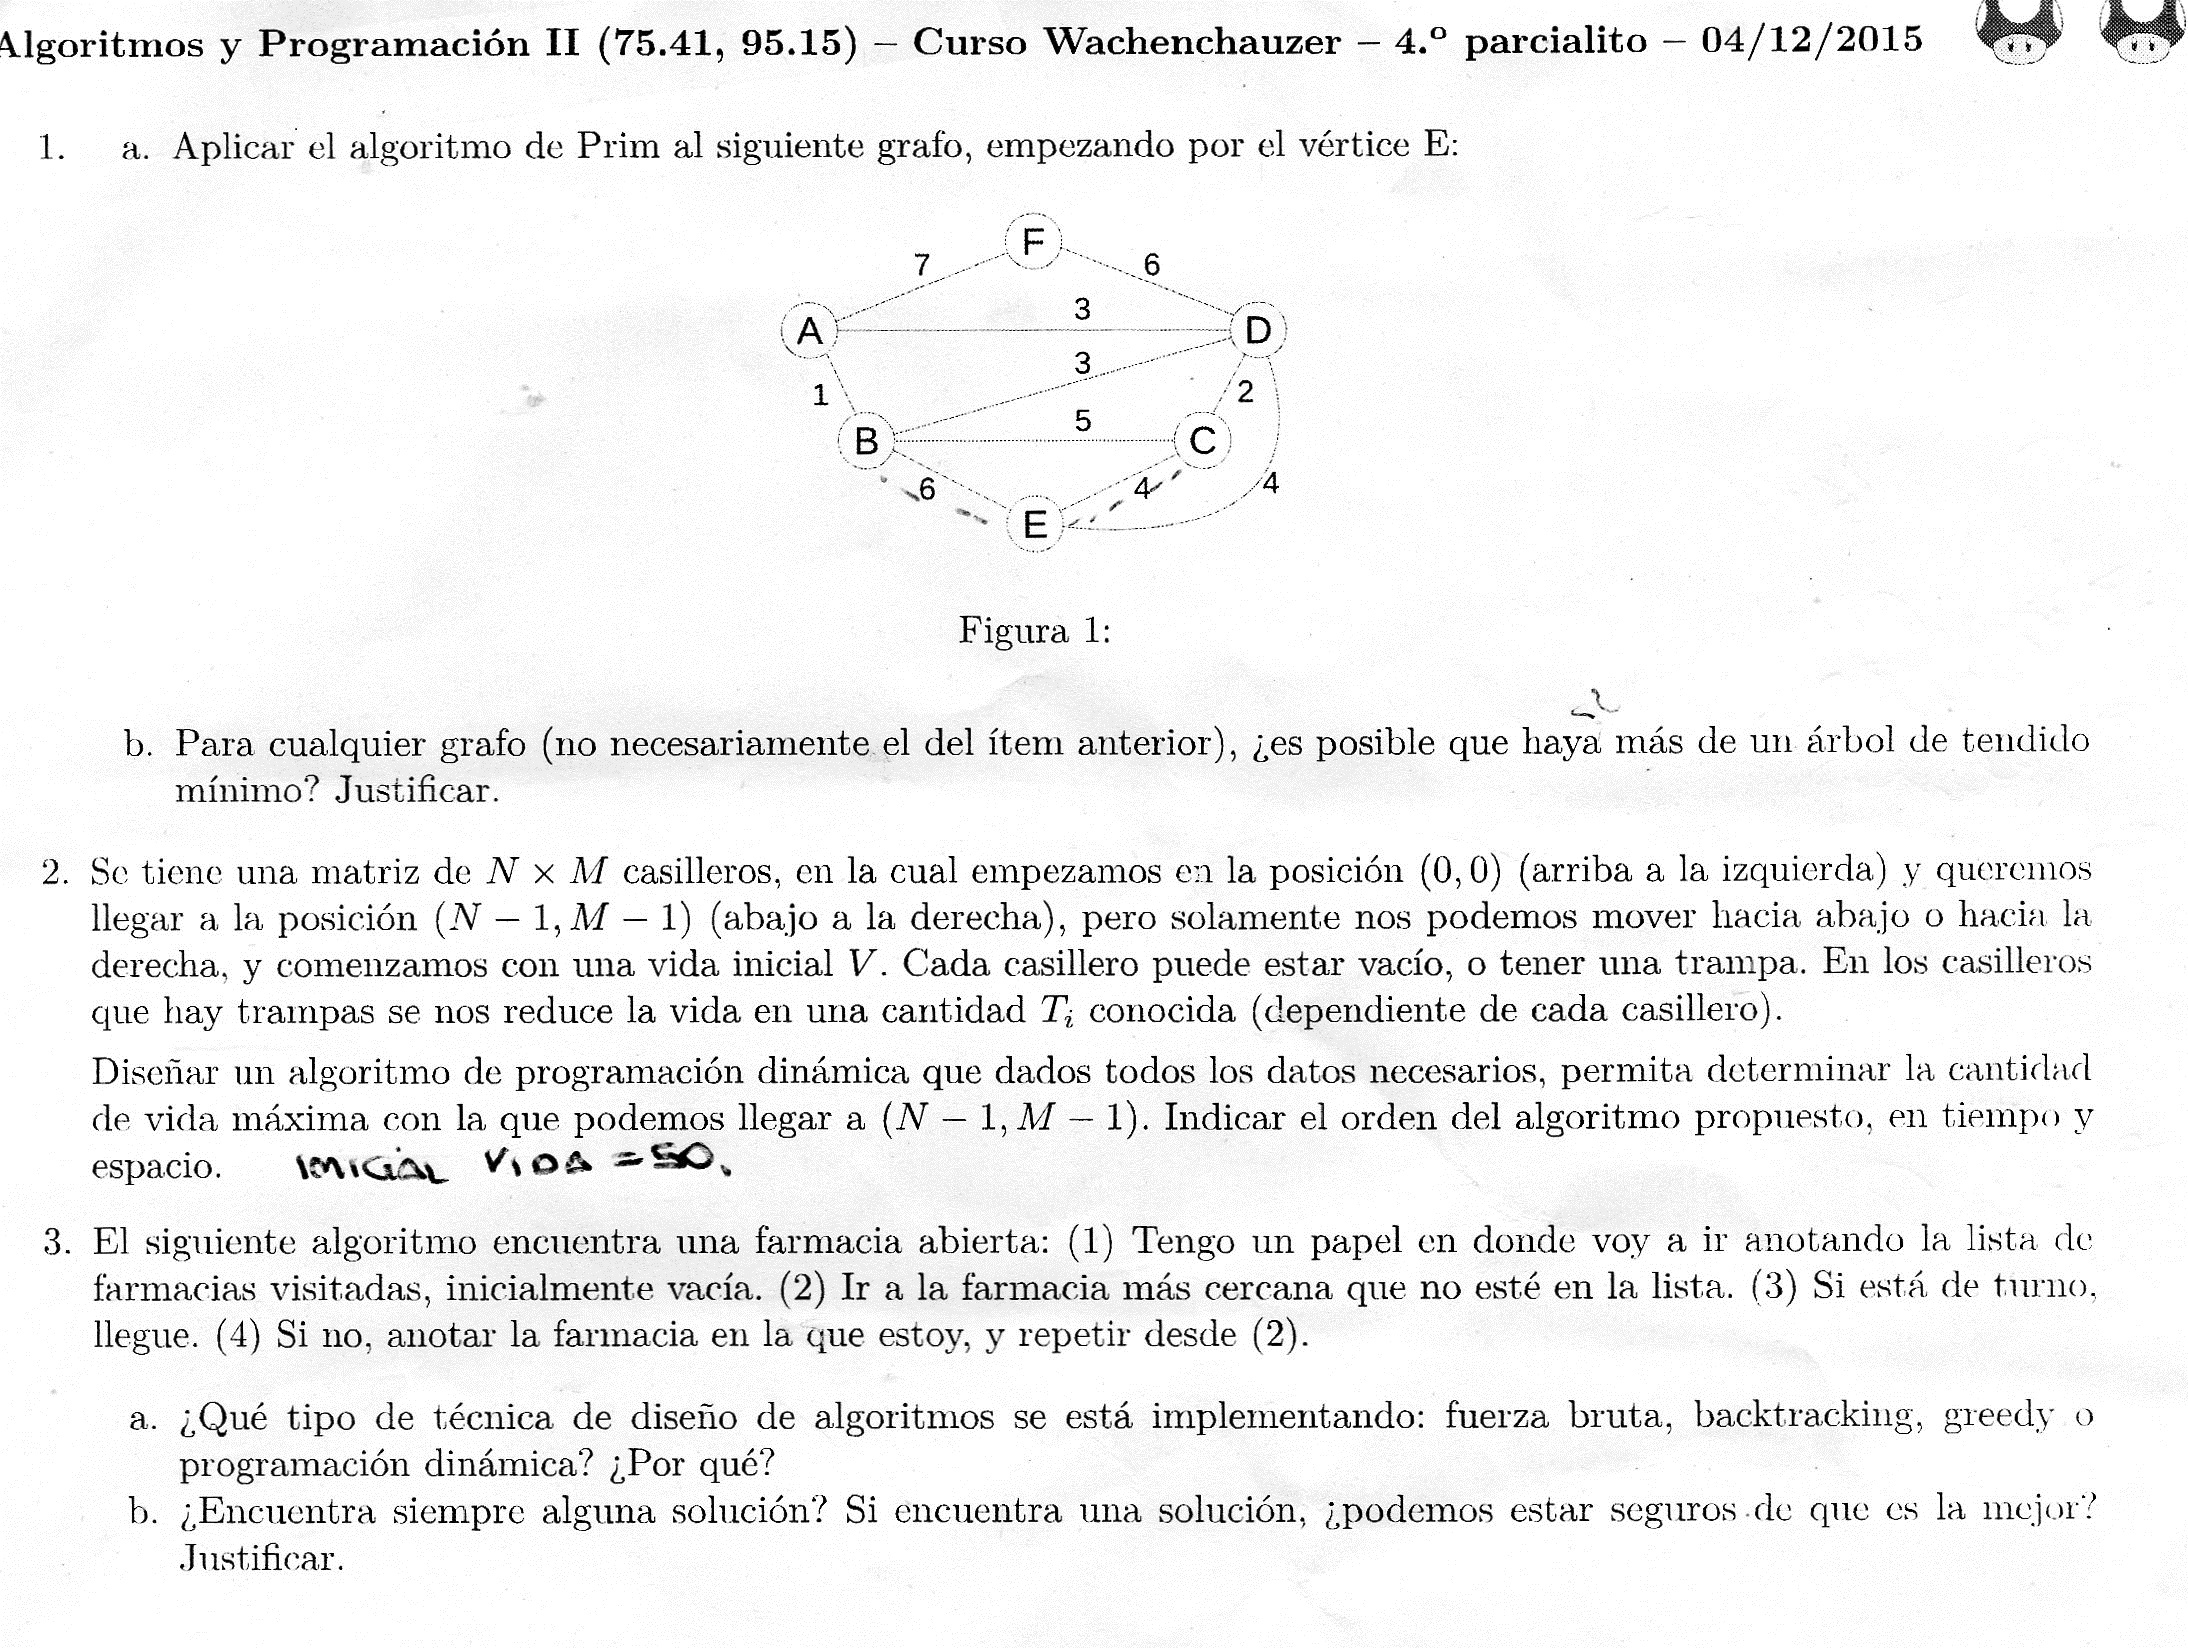 Algoritmos y Programación II (75.41, 95.15) – Curso Wachenchauzer – 4.º parcialito – 04/12/2015
1. a. Aplicar el algoritmo de Prim al siguiente grafo, empezando por el vértice E:
F
7 6
3
A D
3
1 2
5
B C
6 4 4
E
Figura 1:
b. Para cualquier grafo (no necesariamente el del ítem anterior), ¿es posible que haya más de un árbol de tendido
mínimo? Justificar.
2. Se tiene una matriz de N × M casilleros, en la cual empezamos en la posición (0, 0) (arriba a la izquierda) y queremos
llegar a la posición (N − 1, M − 1) (abajo a la derecha), pero solamente nos podemos mover hacia abajo o hacia la
derecha, y comenzamos con una vida inicial V. Cada casillero puede estar vacío, o tener una trampa. En los casilleros
que hay trampas se nos reduce la vida en una cantidad Ti conocida (dependiente de cada casillero).
Diseñar un algoritmo de programación dinámica que dados todos los datos necesarios, permita determinar la cantidad
de vida máxima con la que podemos llegar a (N − 1, M − 1). Indicar el orden del algoritmo propuesto, en tiempo y
espacio. INICIAL VIDA = 50.
3. El siguiente algoritmo encuentra una farmacia abierta: (1) Tengo un papel en donde voy a ir anotando la lista de
farmacias visitadas, inicialmente vacía. (2) Ir a la farmacia más cercana que no esté en la lista. (3) Si está de turno,
llegue. (4) Si no, anotar la farmacia en la que estoy, y repetir desde (2).
a. ¿Qué tipo de técnica de diseño de algoritmos se está implementando: fuerza bruta, backtracking, greedy o
programación dinámica? ¿Por qué?
b. ¿Encuentra siempre alguna solución? Si encuentra una solución, ¿podemos estar seguros de que es la mejor?
Justificar.